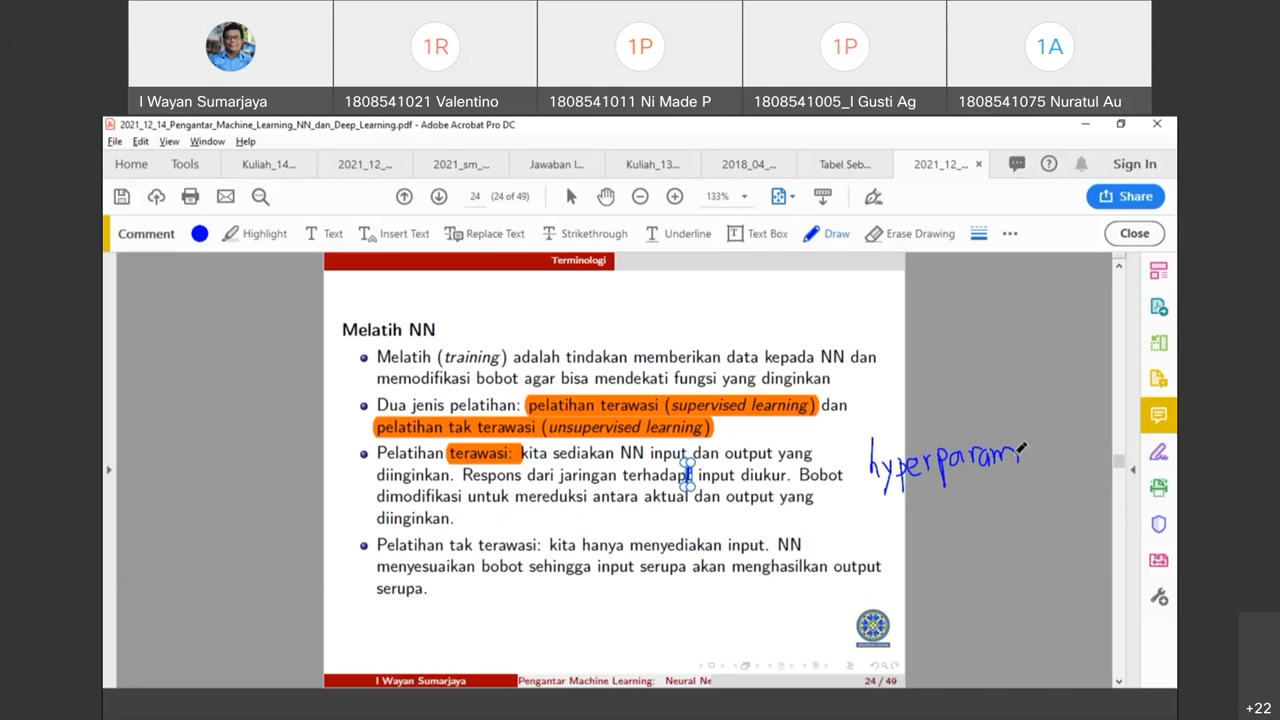 1R
1P
1P
1A
I Wayan Sumarjaya
1808541021 Valentino
1808541011 Ni Made P
1808541005_I Gusti Ag
1808541075 Nuratul Au
2021_12_14_Pengantar_Machine_Learning_NN_dan_Deep_Learning.pdf - Adobe Acrobat Pro DC
File Edit View Window Help
Home Tools Kuliah_14... 2021_12_... 2021_sm_... Jawaban I... Kuliah_13... 2018_04_... Tabel Seb... 2021_12_... × Sign In
24 (24 of 49) 133% Share
Comment Highlight Text Insert Text Replace Text Strikethrough Underline Text Box Draw Erase Drawing Close
Terminologi
Melatih NN
Melatih (training) adalah tindakan memberikan data kepada NN dan
memodifikasi bobot agar bisa mendekati fungsi yang dinginkan
Dua jenis pelatihan: pelatihan terawasi (supervised learning) dan
pelatihan tak terawasi (unsupervised learning)
Pelatihan terawasi: kita sediakan NN input dan output yang
diinginkan. Respons dari jaringan terhadap input diukur. Bobot
dimodifikasi untuk mereduksi antara aktual dan output yang
diinginkan.
hyperparam
Pelatihan tak terawasi: kita hanya menyediakan input. NN
menyesuaikan bobot sehingga input serupa akan menghasilkan output
serupa.
I Wayan Sumarjaya Pengantar Machine Learning: Neural Ne 24 / 49
+22